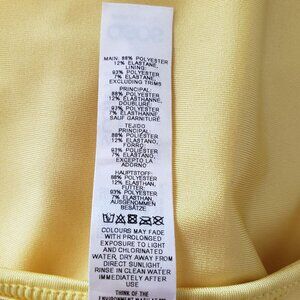 MAIN: 88% POLYESTER
12% ELASTANE,
LINING:
93% POLYESTER
7% ELASTANE,
EXCLUDING TRIMS
PRINCIPAL:
88% POLYESTER
12% ELASTHANNE,
DOUBLURE:
93% POLYESTER
7% ELASTHANNE,
SAUF GARNITURE
TEJIDO
PRINCIPAL:
88% POLIÉSTER
12% ELASTANO,
FORRO:
93% POLIÉSTER
7% ELASTANO,
EXCEPTO LA
ADORNO
HAUPTSTOFF:
88% POLYESTER
12% ELASTHAN,
FUTTER:
93% POLYESTER
7% ELASTHAN,
AUSGENOMMEN
BESÄTZE
COLOURS MAY FADE
WITH PROLONGED
EXPOSURE TO LIGHT
AND CHLORINATED
WATER, DRY AWAY FROM
DIRECT SUNLIGHT,
RINSE IN CLEAN WATER
IMMEDIATELY AFTER
USE
THINK OF THE